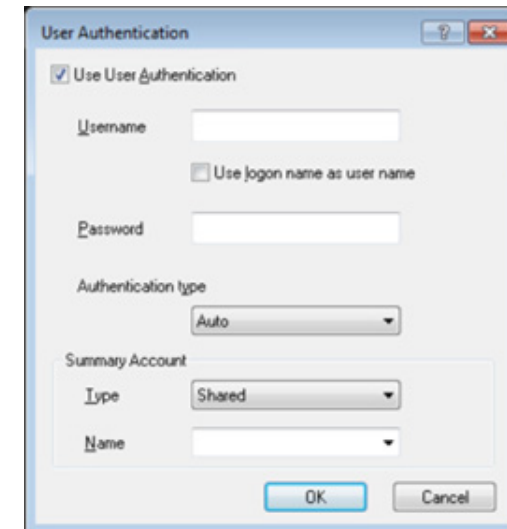 User Authentication
Use User Authentication
Username
Use logon name as user name
Password
Authentication type
Auto
Summary Account
Type Shared
Name
OK Cancel